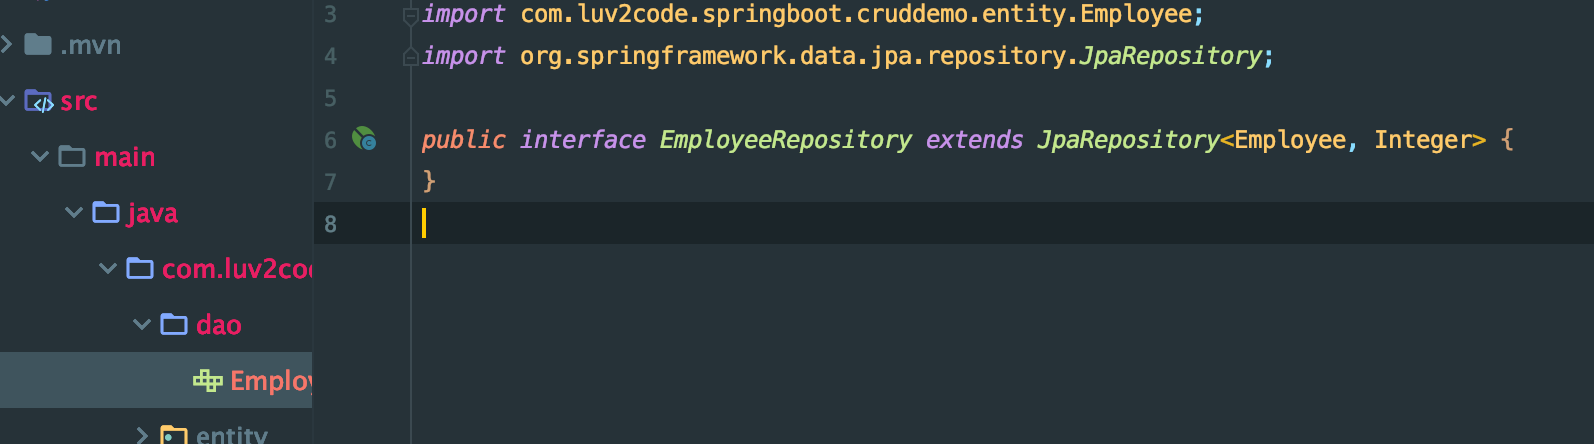 .mvn
src
main
java
com.luv2co
dao
Employ
entity
3 import com.luv2code.springboot.cruddemo.entity.Employee;
4 import org.springframework.data.jpa.repository.JpaRepository;
5
6 public interface EmployeeRepository extends JpaRepository<Employee, Integer> {
7 }
8